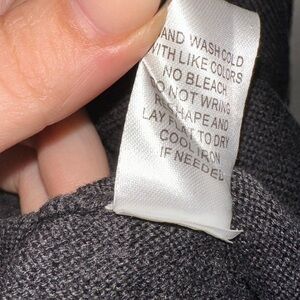 AND WASH COLD
WITH LIKE COLORS
NO BLEACH
DO NOT WRING
RESHAPE AND
LAY FLAT TO DRY
COOL IRON
IF NEEDED